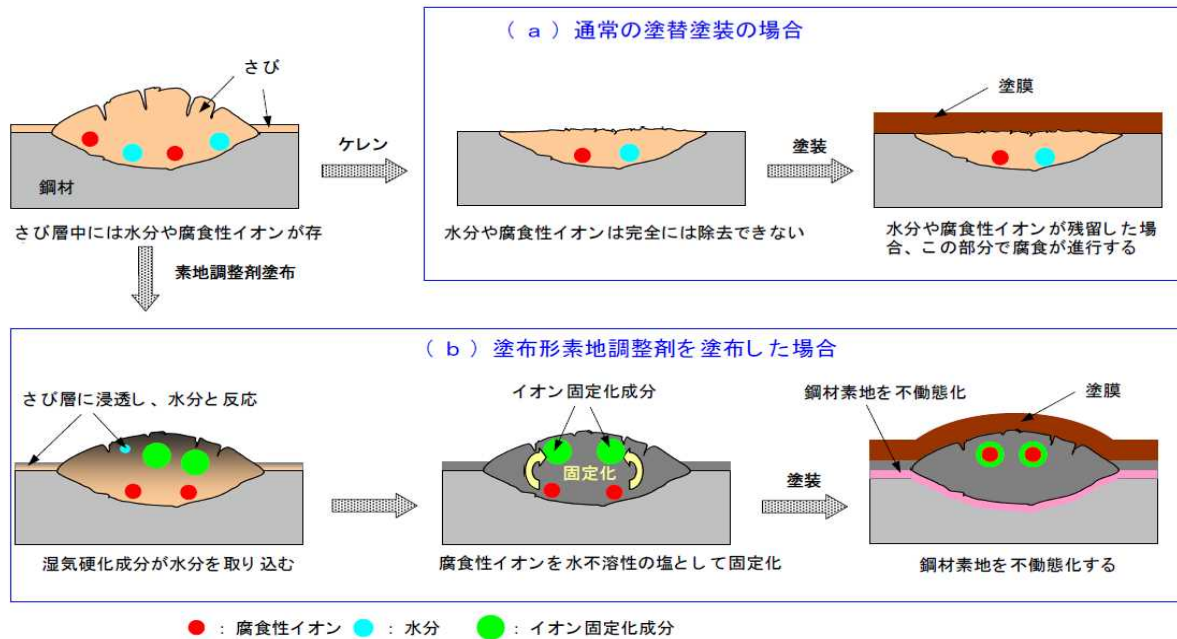 （ａ）通常の塗替塗装の場合
さび
塗膜
ケレン
塗装
鋼材
さび層中には水分や腐食性イオンが存
水分や腐食性イオンは完全には除去できない
水分や腐食性イオンが残留した場
合、この部分で腐食が進行する
素地調整剤塗布
（ｂ）塗布形素地調整剤を塗布した場合
さび層に浸透し、水分と反応
イオン固定化成分
鋼材素地を不働態化
塗膜
固定化
塗装
湿気硬化成分が水分を取り込む
腐食性イオンを水不溶性の塩として固定化
鋼材素地を不働態化する
：腐食性イオン ：水分 ：イオン固定化成分